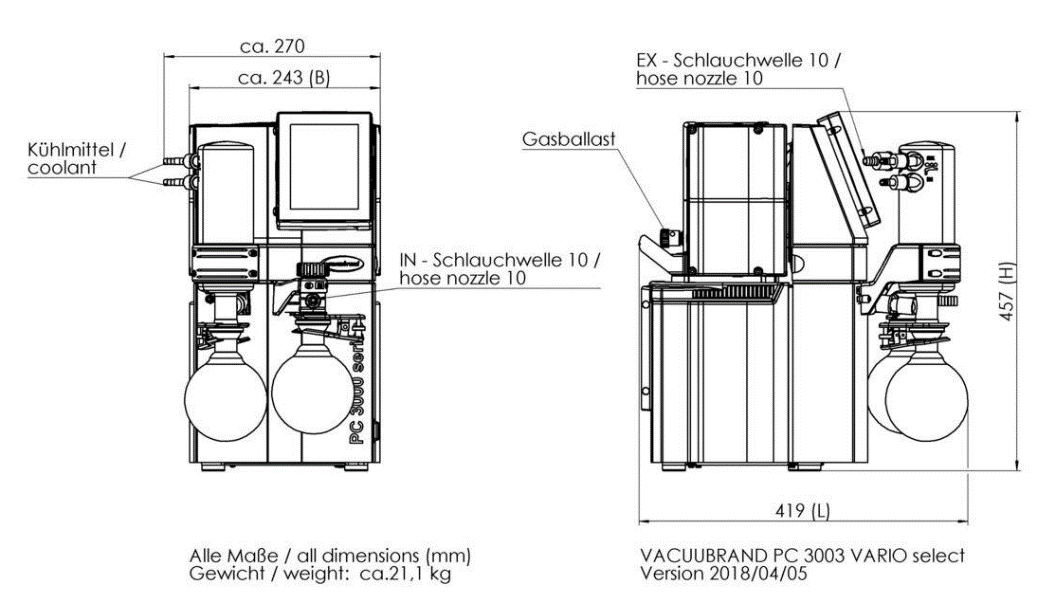 ca. 270
ca. 243 (B)
Kühlmittel /
coolant
IN - Schlauchwelle 10 /
hose nozzle 10
PC 3000 seri
EX - Schlauchwelle 10 /
hose nozzle 10
Gasballast
457 (H)
419 (L)
Alle Maße / all dimensions (mm)
Gewicht / weight: ca.21,1 kg
VACUUBRAND PC 3003 VARIO select
Version 2018/04/05